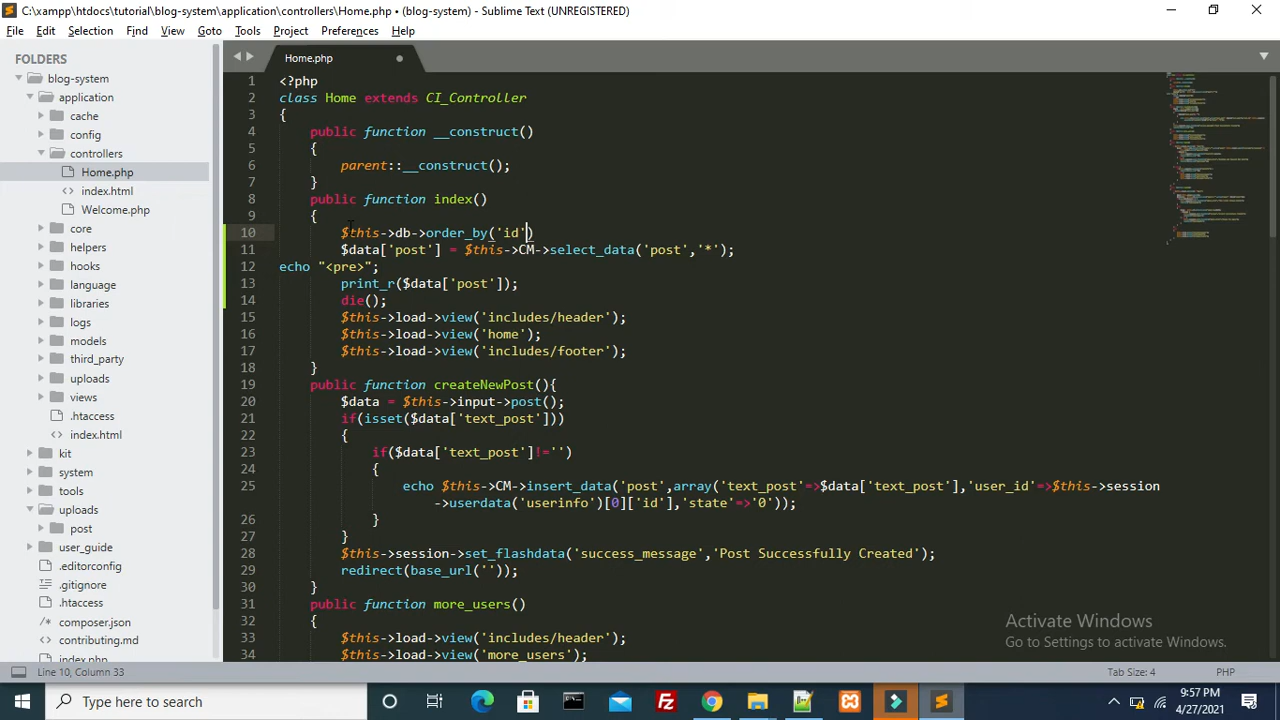 C:\xampp\htdocs\tutorial\blog-system\application\controllers\Home.php • (blog-system) - Sublime Text (UNREGISTERED)
File Edit Selection Find View Goto Tools Project Preferences Help
FOLDERS
blog-system
application
cache
config
controllers
Home.php
index.html
Welcome.php
core
helpers
hooks
language
libraries
logs
models
third_party
uploads
views
.htaccess
index.html
kit
system
tools
uploads
post
user_guide
.editorconfig
.gitignore
.htaccess
composer.json
contributing.md
index.php
Home.php
1 <?php
2 class Home extends CI_Controller
3 {
4 public function __construct()
5 {
6 parent::__construct();
7 }
8 public function index()
9 {
10 $this->db->order_by('id')
11 $data['post'] = $this->CM->select_data('post','*');
12 echo "<pre>";
13 print_r($data['post']);
14 die();
15 $this->load->view('includes/header');
16 $this->load->view('home');
17 $this->load->view('includes/footer');
18 }
19 public function createNewPost(){
20 $data = $this->input->post();
21 if(isset($data['text_post']))
22 {
23 if($data['text_post']!='')
24 {
25 echo $this->CM->insert_data('post',array('text_post'=>$data['text_post'],'user_id'=>$this->session
->userdata('userinfo')[0]['id'],'state'=>'0'));
26 }
27 }
28 $this->session->set_flashdata('success_message','Post Successfully Created');
29 redirect(base_url(''));
30 }
31 public function more_users()
32 {
33 $this->load->view('includes/header');
34 $this->load->view('more_users');
Activate Windows
Go to Settings to activate Windows.
Line 10, Column 33 Tab Size: 4 PHP
Type here to search
9:57 PM
4/27/2021